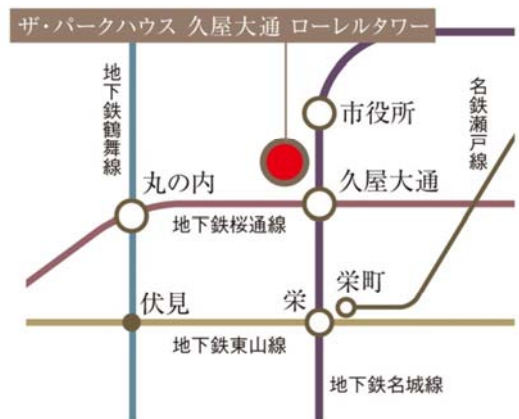 ザ・パークハウス 久屋大通 ローレルタワー
地下鉄鶴舞線
市役所
名鉄瀬戸線
丸の内
久屋大通
地下鉄桜通線
栄町
伏見
栄
地下鉄東山線
地下鉄名城線